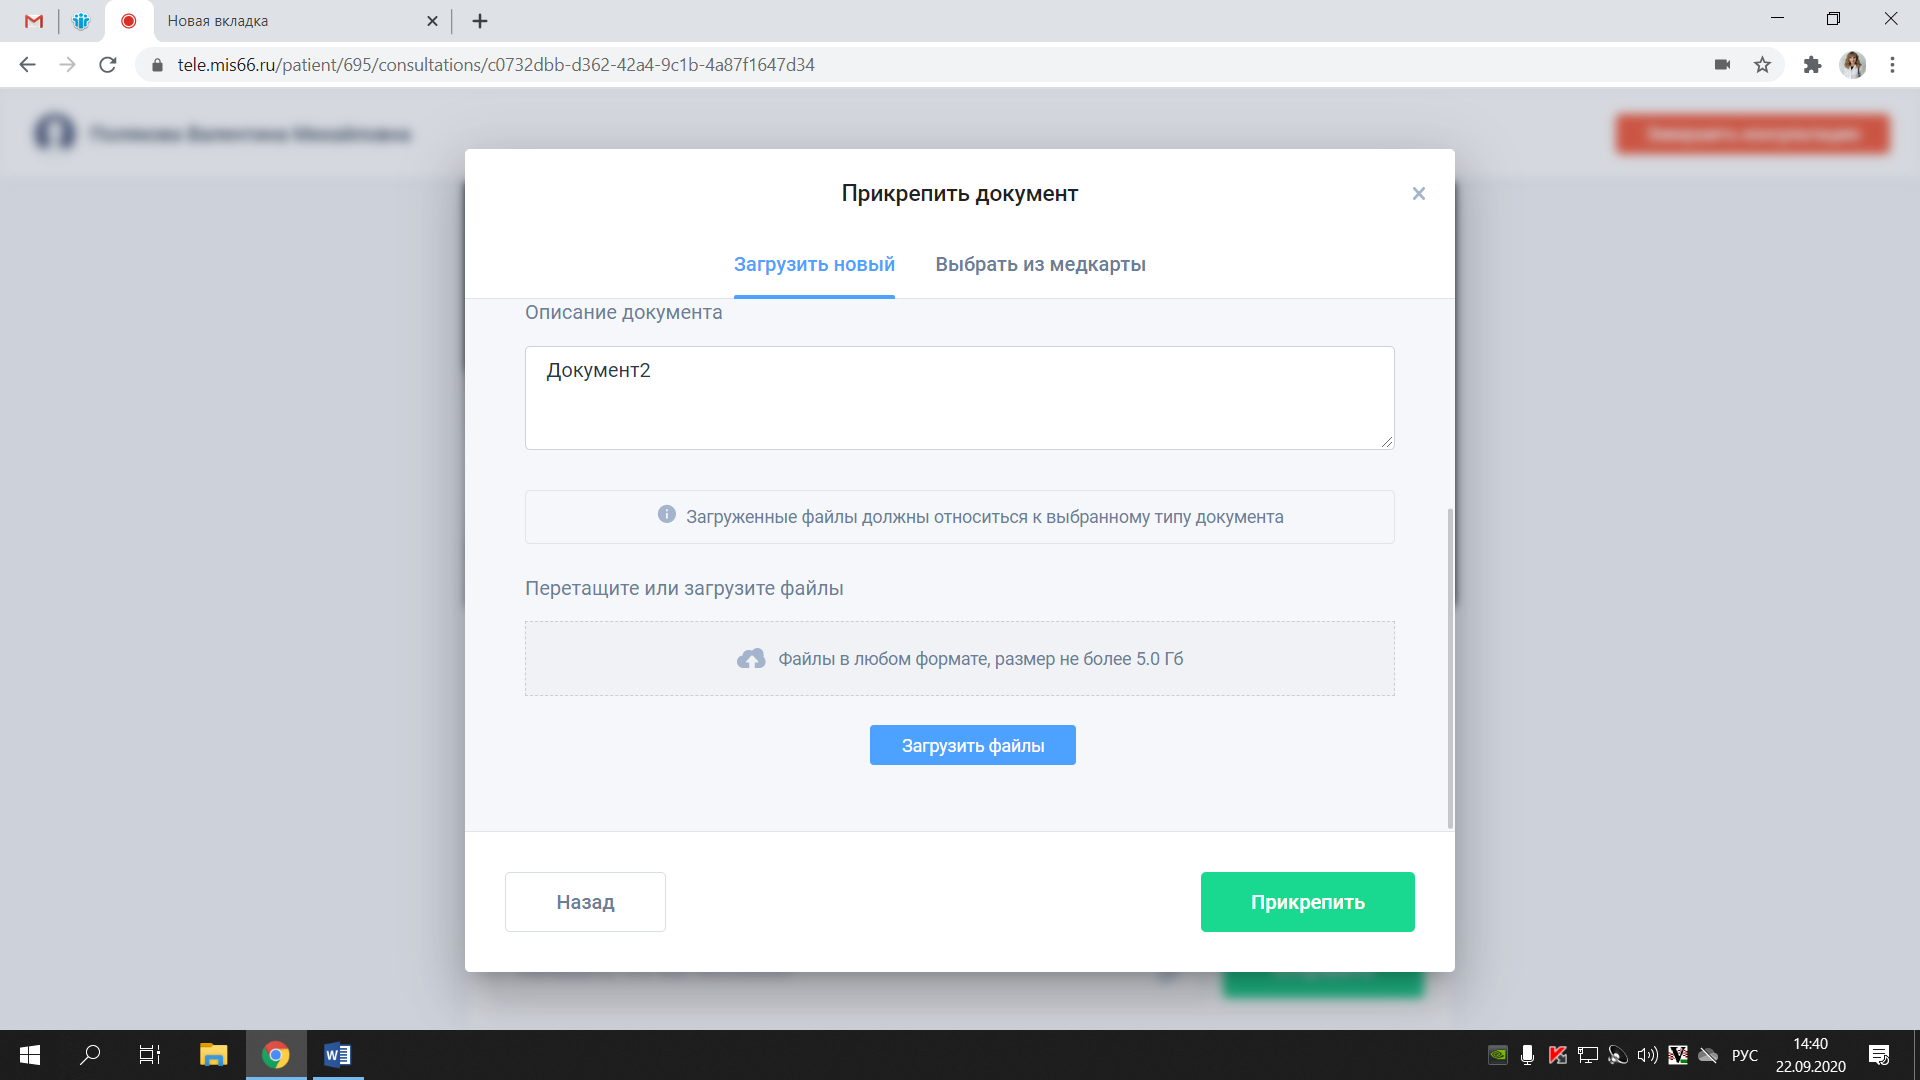 Новая вкладка
tele.mis66.ru/patient/695/consultations/c0732dbb-d362-42a4-9c1b-4a87f1647d34
Прикрепить документ
Загрузить новый Выбрать из медкарты
Описание документа
Документ2
Загруженные файлы должны относиться к выбранному типу документа
Перетащите или загрузите файлы
Файлы в любом формате, размер не более 5.0 Гб
Загрузить файлы
Назад Прикрепить
РУС
14:40
22.09.2020